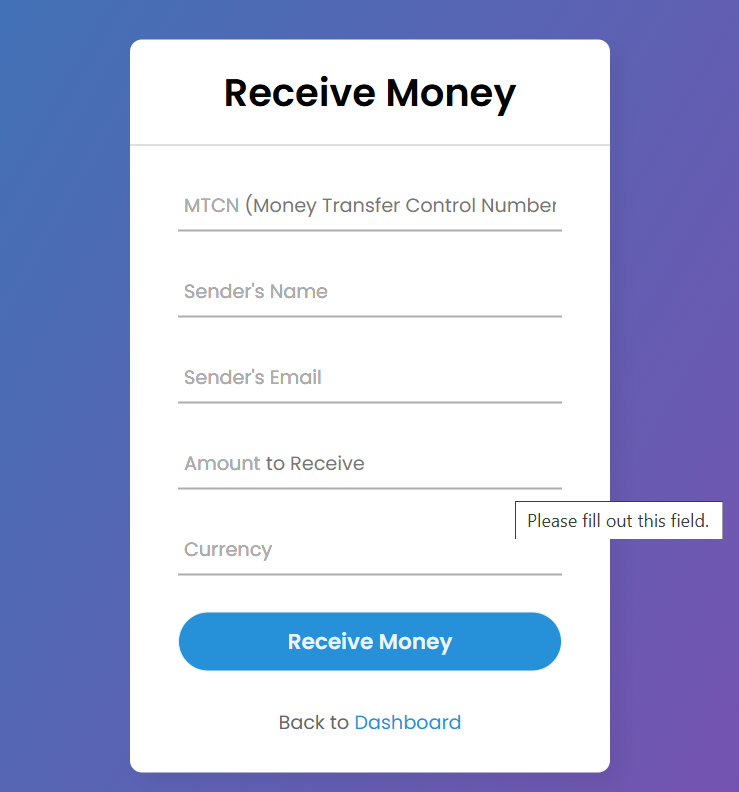 Receive Money
MTCN (Money Transfer Control Number
Sender's Name
Sender's Email
Amount to Receive
Please fill out this field.
Currency
Receive Money
Back to Dashboard